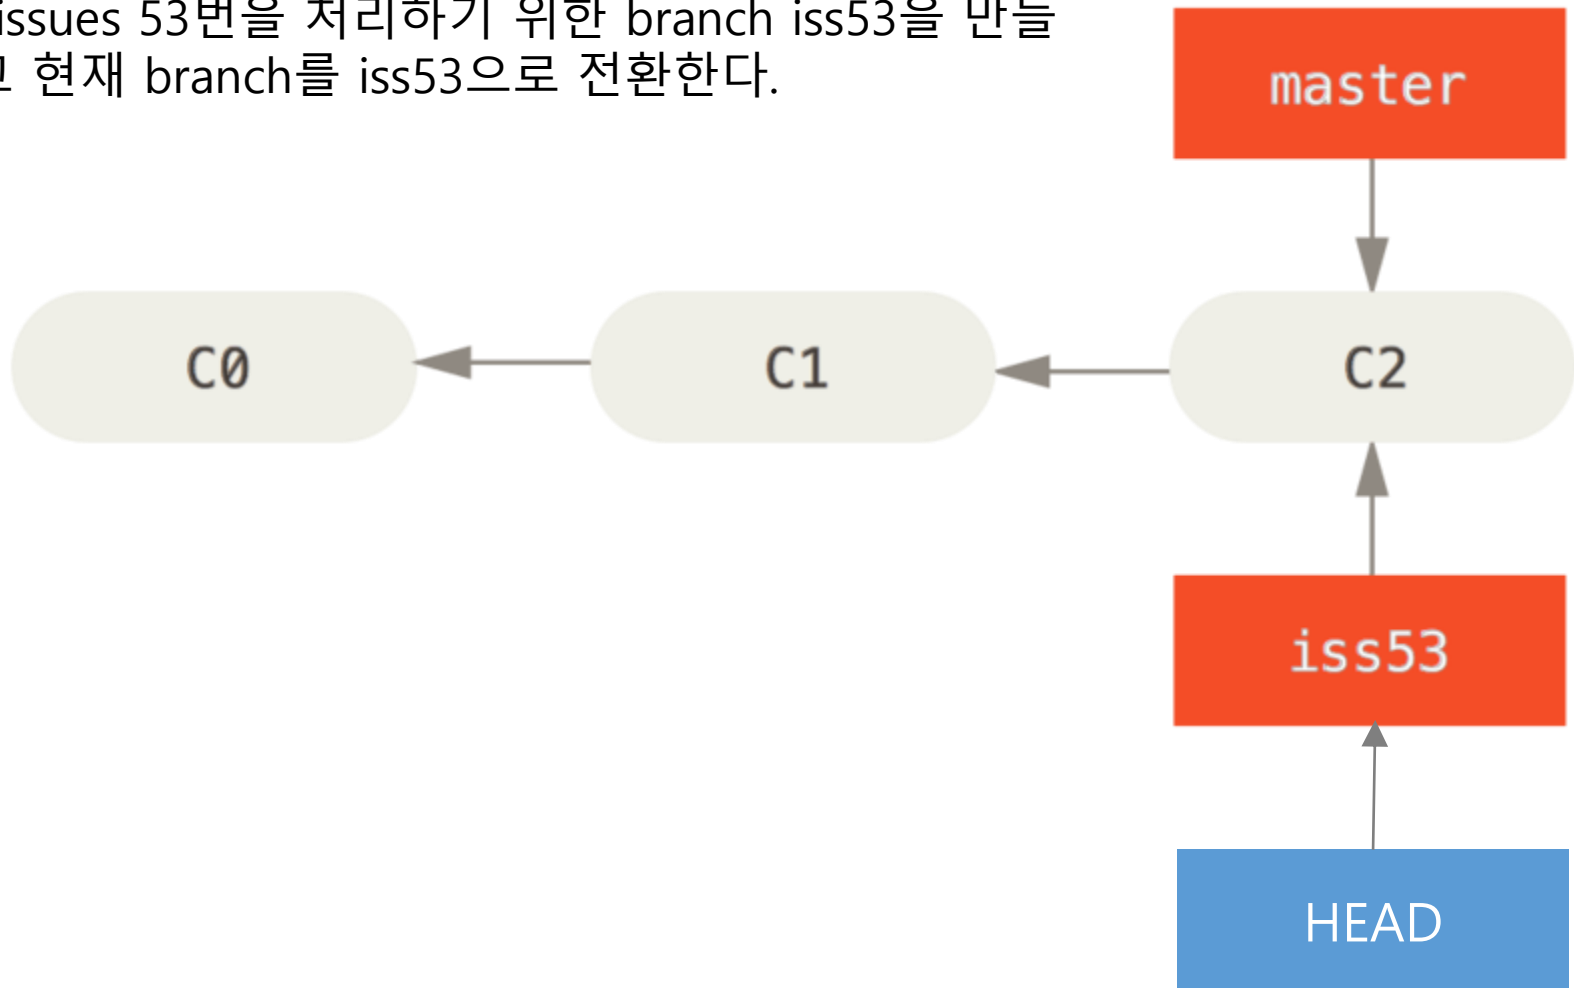 issues 53번을 처리하기 위한 branch iss53을 만들
고 현재 branch를 iss53으로 전환한다.
master
C0
C1
C2
iss53
HEAD